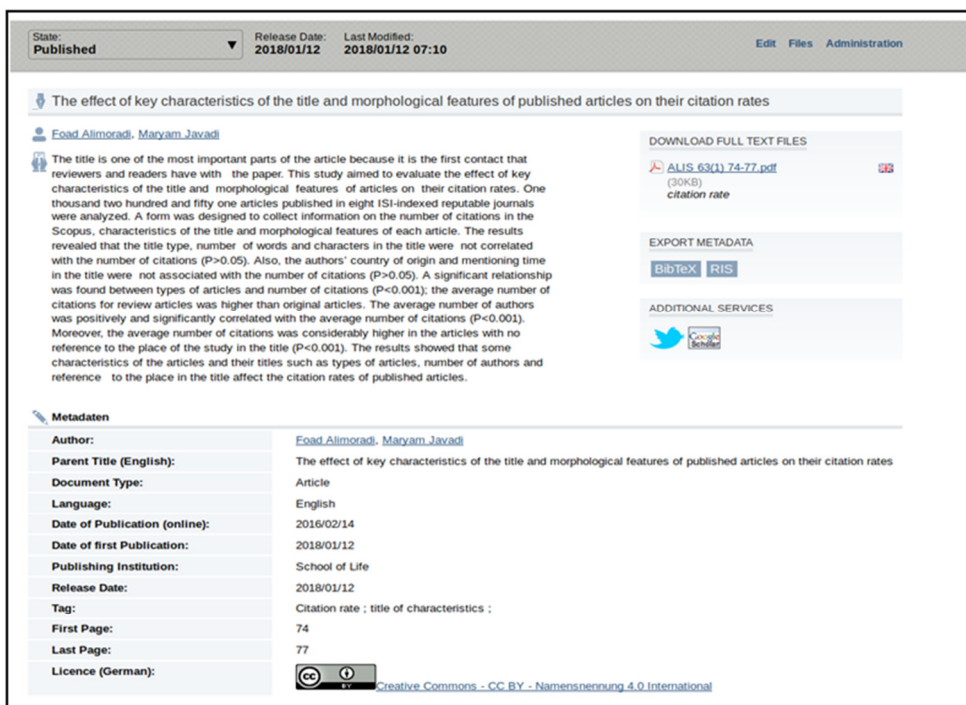 State:
Published
Release Date:
2018/01/12
Last Modified:
2018/01/12 07:10
Edit Files Administration
The effect of key characteristics of the title and morphological features of published articles on their citation rates
Foad Alimoradi, Maryam Javadi
The title is one of the most important parts of the article because it is the first contact that
reviewers and readers have with the paper. This study aimed to evaluate the effect of key
characteristics of the title and morphological features of articles on their citation rates. One
thousand two hundred and fifty one articles published in eight ISI-indexed reputable journals
were analyzed. A form was designed to collect information on the number of citations in the
Scopus, characteristics of the title and morphological features of each article. The results
revealed that the title type, number of words and characters in the title were not correlated
with the number of citations (P>0.05). Also, the authors' country of origin and mentioning time
in the title were not associated with the number of citations (P>0.05). A significant relationship
was found between types of articles and number of citations (P<0.001); the average number of
citations for review articles was higher than original articles. The average number of authors
was positively and significantly correlated with the average number of citations (P<0.001).
Moreover, the average number of citations was considerably higher in the articles with no
reference to the place of the study in the title (P<0.001). The results showed that some
characteristics of the articles and their titles such as types of articles, number of authors and
reference to the place in the title affect the citation rates of published articles.
DOWNLOAD FULL TEXT FILES
ALIS 63(1) 74-77.pdf
(30KB)
citation rate
EXPORT METADATA
BibTeX RIS
ADDITIONAL SERVICES
Google
Scholar
Metadaten
Author: Foad Alimoradi, Maryam Javadi
Parent Title (English): The effect of key characteristics of the title and morphological features of published articles on their citation rates
Document Type: Article
Language: English
Date of Publication (online): 2016/02/14
Date of first Publication: 2018/01/12
Publishing Institution: School of Life
Release Date: 2018/01/12
Tag: Citation rate ; title of characteristics ;
First Page: 74
Last Page: 77
Licence (German): cc BY Creative Commons - CC BY - Namensnennung 4.0 International